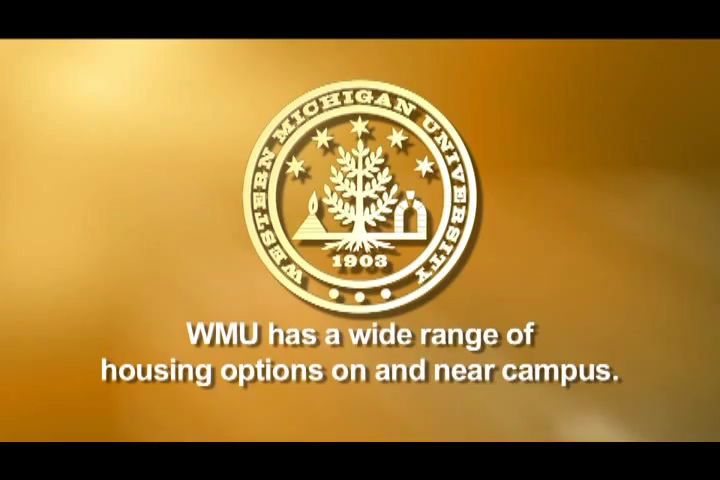 WESTERN MICHIGAN UNIVERSITY
1903
WMU has a wide range of
housing options on and near campus.